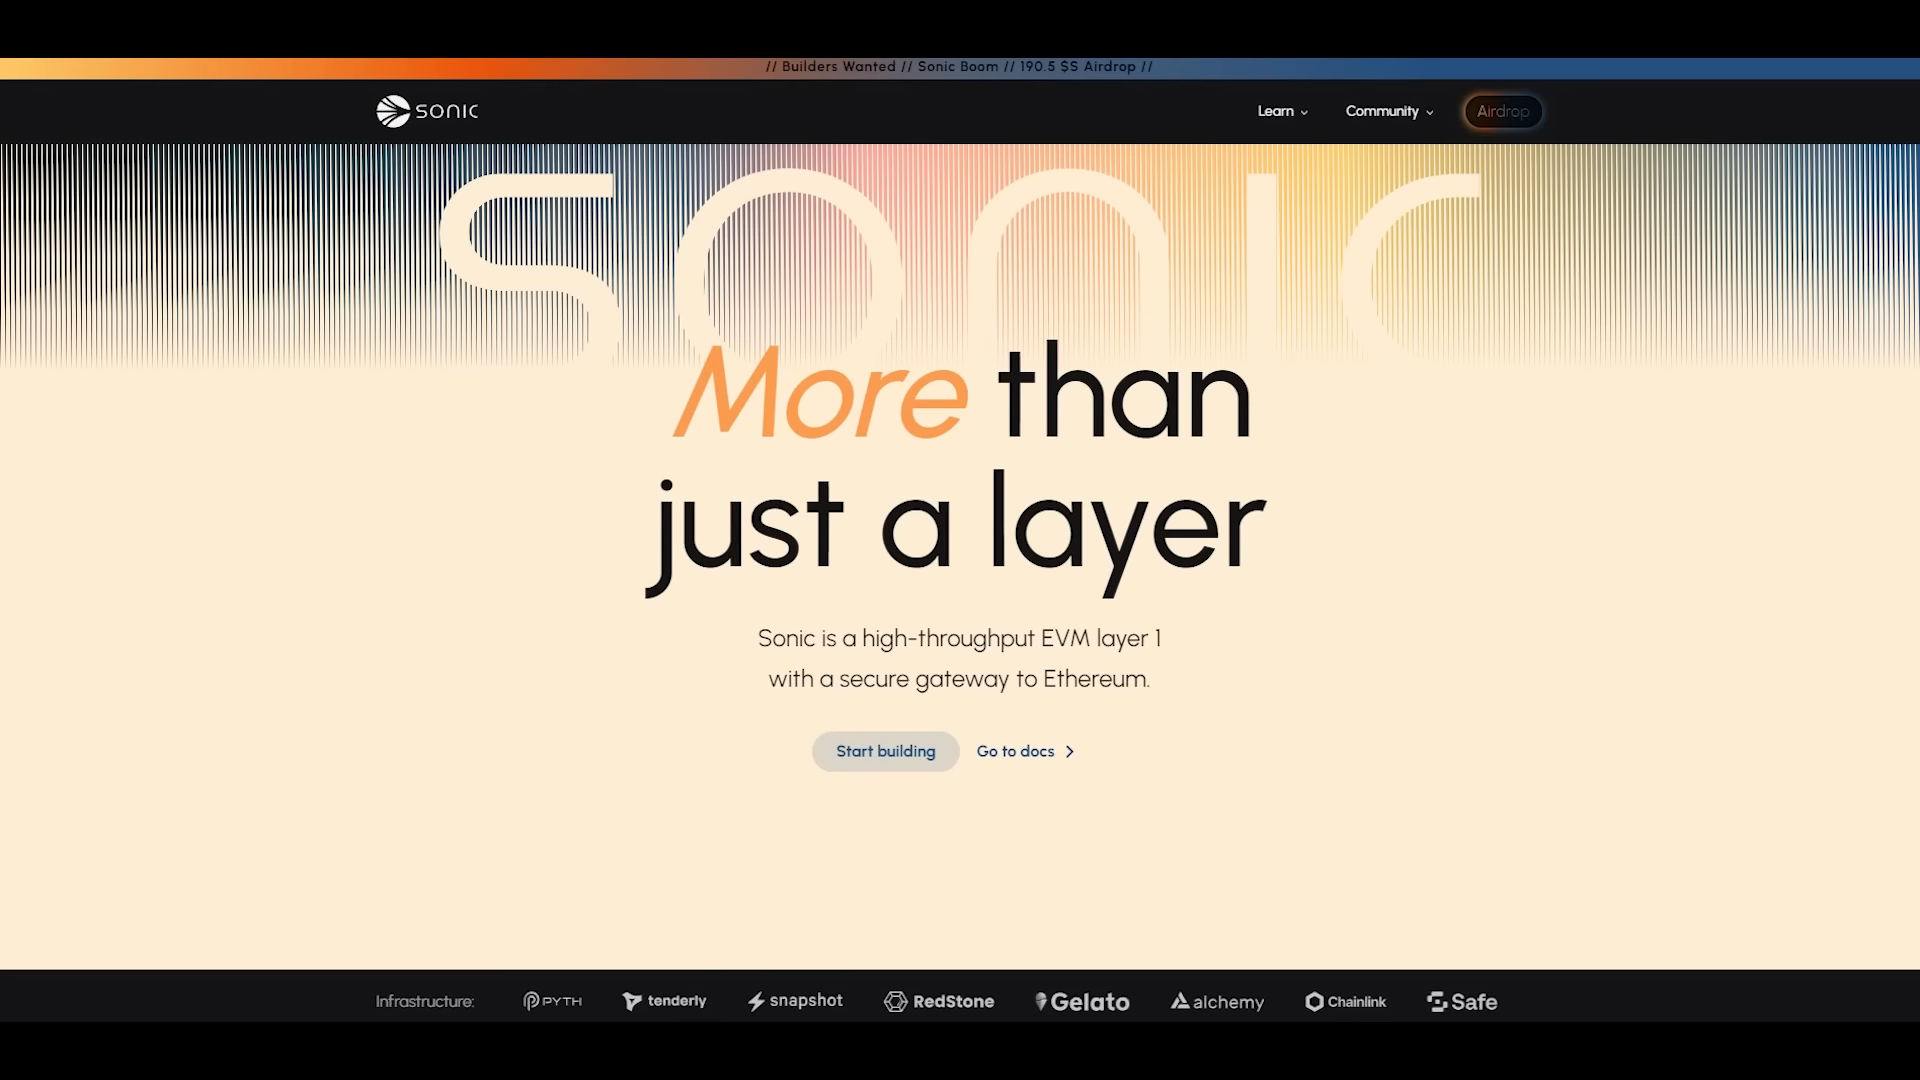 // Builders Wanted // Sonic Boom // 190.5 $S Airdrop //
SONIC
Learn
Community
Airdrop
SONIC
More than
just a layer
Sonic is a high-throughput EVM layer 1
with a secure gateway to Ethereum.
Start building
Go to docs
Infrastructure:
PYTH
tenderly
snapshot
RedStone
Gelato
alchemy
Chainlink
Safe